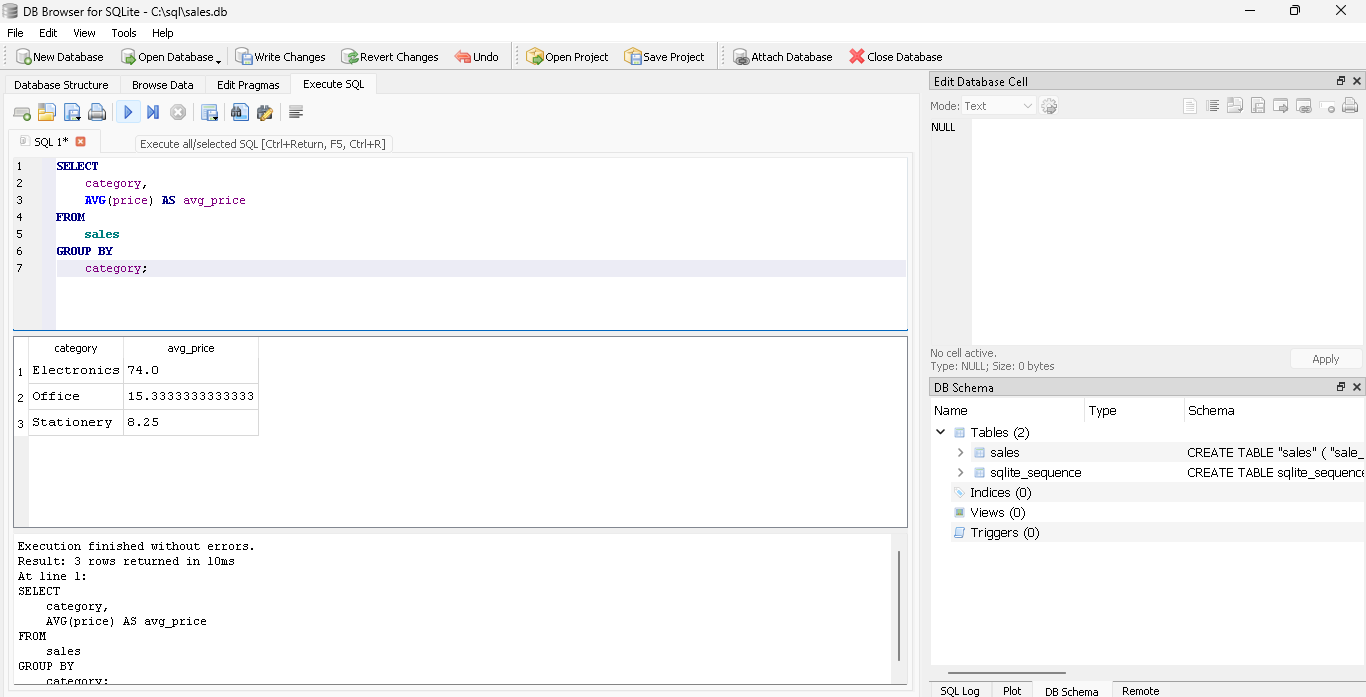 DB Browser for SQLite - C:\sql\sales.db
File Edit View Tools Help
New Database Open Database Write Changes Revert Changes Undo Open Project Save Project Attach Database Close Database
Database Structure Browse Data Edit Pragmas Execute SQL
SQL 1*
Execute all/selected SQL [Ctrl+Return, F5, Ctrl+R]
1 SELECT
2 category,
3 AVG(price) AS avg_price
4 FROM
5 sales
6 GROUP BY
7 category;
category avg_price
1 Electronics 74.0
2 Office 15.3333333333333
3 Stationery 8.25
Execution finished without errors.
Result: 3 rows returned in 10ms
At line 1:
SELECT
category,
AVG(price) AS avg_price
FROM
sales
GROUP BY
category;
Edit Database Cell
Mode: Text
NULL
No cell active.
Type: NULL; Size: 0 bytes
Apply
DB Schema
Name Type Schema
Tables (2)
sales CREATE TABLE "sales" ( "sale_
sqlite_sequence CREATE TABLE sqlite_sequence
Indices (0)
Views (0)
Triggers (0)
SQL Log Plot DB Schema Remote